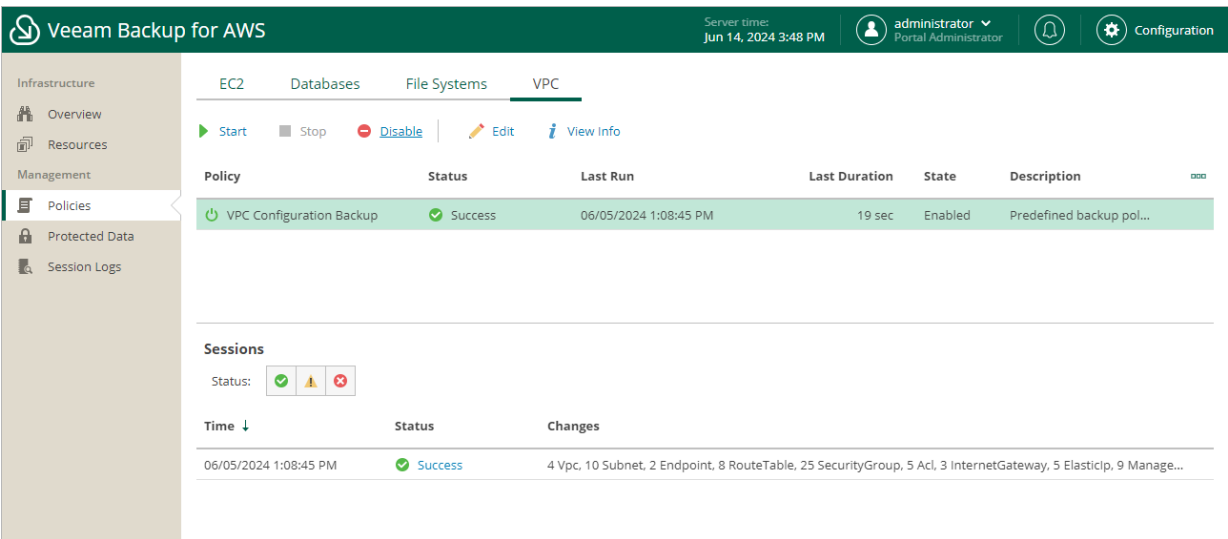 Veeam Backup for AWS
Server time:
Jun 14, 2024 3:48 PM
administrator
Portal Administrator
Configuration
Infrastructure
Overview
Resources
Management
Policies
Protected Data
Session Logs
EC2 Databases File Systems VPC
Start Stop Disable Edit View Info
Policy Status Last Run Last Duration State Description
VPC Configuration Backup Success 06/05/2024 1:08:45 PM 19 sec Enabled Predefined backup pol...
Sessions
Status:
Time Status Changes
06/05/2024 1:08:45 PM Success 4 Vpc, 10 Subnet, 2 Endpoint, 8 RouteTable, 25 SecurityGroup, 5 Acl, 3 InternetGateway, 5 ElasticIp, 9 Manage...